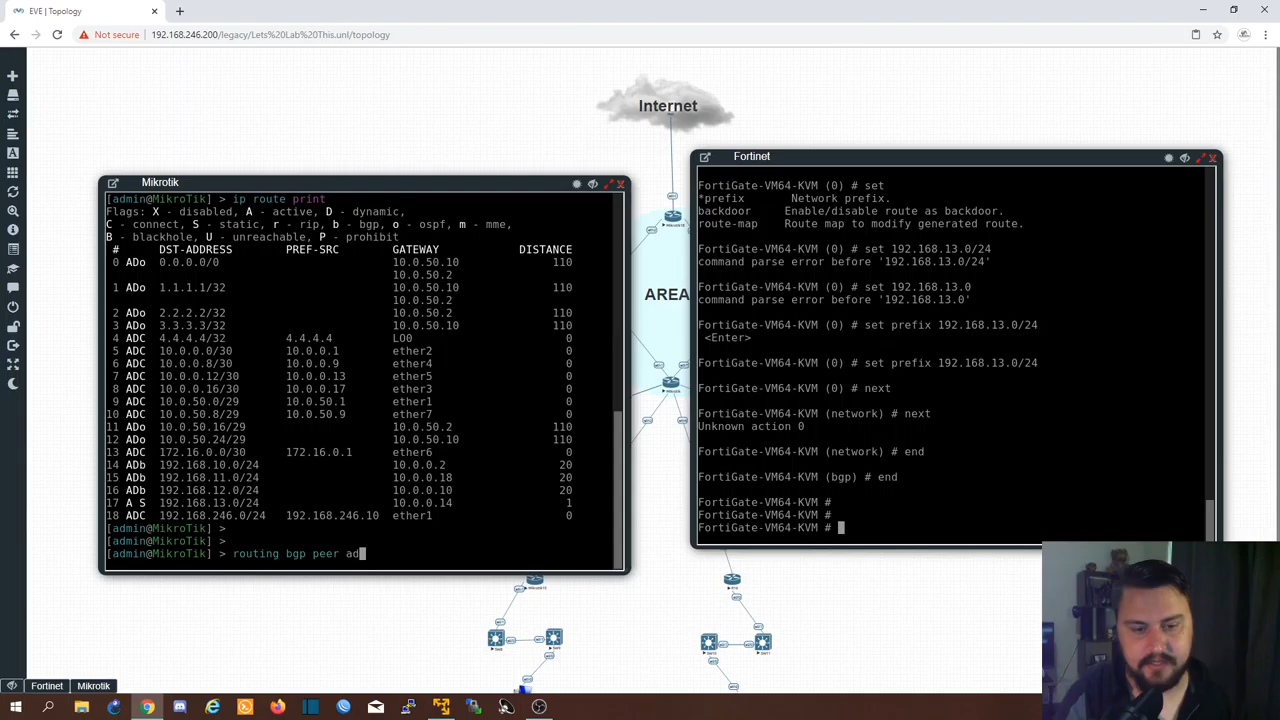 EVE | Topology
Not secure
192.168.246.200/legacy/Lets%20Lab%20This.unl/topology
Internet
AREA
Mikrotik
[admin@MikroTik] > ip route print
Flags: X - disabled, A - active, D - dynamic,
C - connect, S - static, r - rip, b - bgp, o - ospf, m - mme,
B - blackhole, U - unreachable, P - prohibit
# DST-ADDRESS PREF-SRC GATEWAY DISTANCE
0 ADo 0.0.0.0/0 10.0.50.10 110
10.0.50.2
1 ADo 1.1.1.1/32 10.0.50.10 110
10.0.50.2
2 ADo 2.2.2.2/32 10.0.50.2 110
3 ADo 3.3.3.3/32 10.0.50.10 110
4 ADC 4.4.4.4/32 4.4.4.4 LO0 0
5 ADC 10.0.0.0/30 10.0.0.1 ether2 0
6 ADC 10.0.0.8/30 10.0.0.9 ether4 0
7 ADC 10.0.0.12/30 10.0.0.13 ether5 0
8 ADC 10.0.0.16/30 10.0.0.17 ether3 0
9 ADC 10.0.50.0/29 10.0.50.1 ether1 0
10 ADC 10.0.50.8/29 10.0.50.9 ether7 0
11 ADo 10.0.50.16/29 10.0.50.2 110
12 ADo 10.0.50.24/29 10.0.50.10 110
13 ADC 172.16.0.0/30 172.16.0.1 ether6 0
14 ADb 192.168.10.0/24 10.0.0.2 20
15 ADb 192.168.11.0/24 10.0.0.18 20
16 ADb 192.168.12.0/24 10.0.0.10 20
17 A S 192.168.13.0/24 10.0.0.14 1
18 ADC 192.168.246.0/24 192.168.246.10 ether1 0
[admin@MikroTik] >
[admin@MikroTik] >
[admin@MikroTik] > routing bgp peer ad
Fortinet
FortiGate-VM64-KVM (0) # set
*prefix Network prefix.
backdoor Enable/disable route as backdoor.
route-map Route map to modify generated route.
FortiGate-VM64-KVM (0) # set 192.168.13.0/24
command parse error before '192.168.13.0/24'
FortiGate-VM64-KVM (0) # set 192.168.13.0
command parse error before '192.168.13.0'
FortiGate-VM64-KVM (0) # set prefix 192.168.13.0/24
<Enter>
FortiGate-VM64-KVM (0) # set prefix 192.168.13.0/24
FortiGate-VM64-KVM (0) # next
FortiGate-VM64-KVM (network) # next
Unknown action 0
FortiGate-VM64-KVM (network) # end
FortiGate-VM64-KVM (bgp) # end
FortiGate-VM64-KVM #
FortiGate-VM64-KVM #
FortiGate-VM64-KVM #
Fortinet
Mikrotik